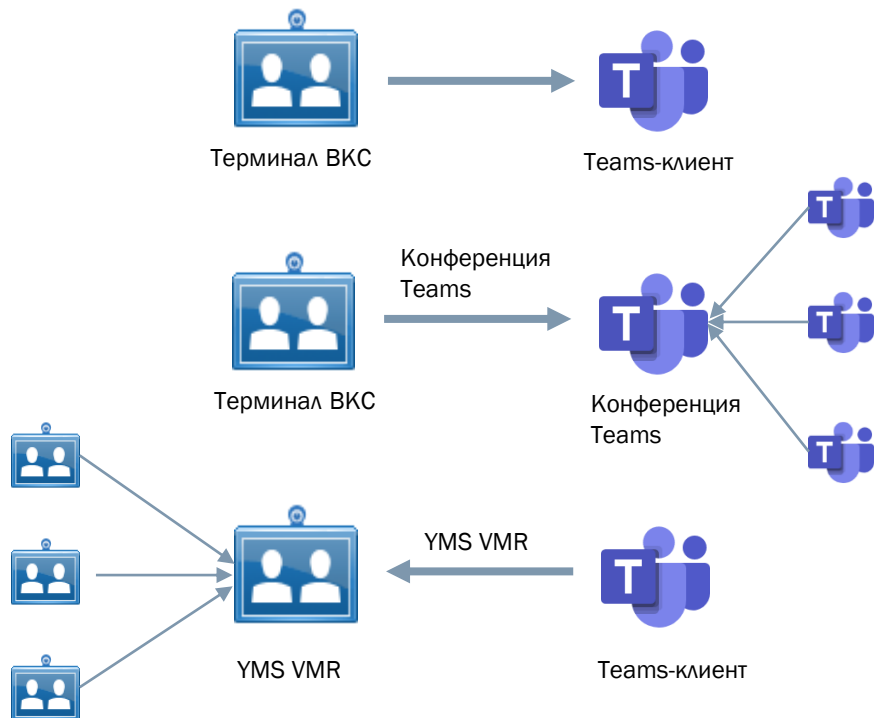 Терминал ВКС
Teams-клиент
Конференция
Teams
Терминал ВКС
Конференция
Teams
YMS VMR
YMS VMR
Teams-клиент